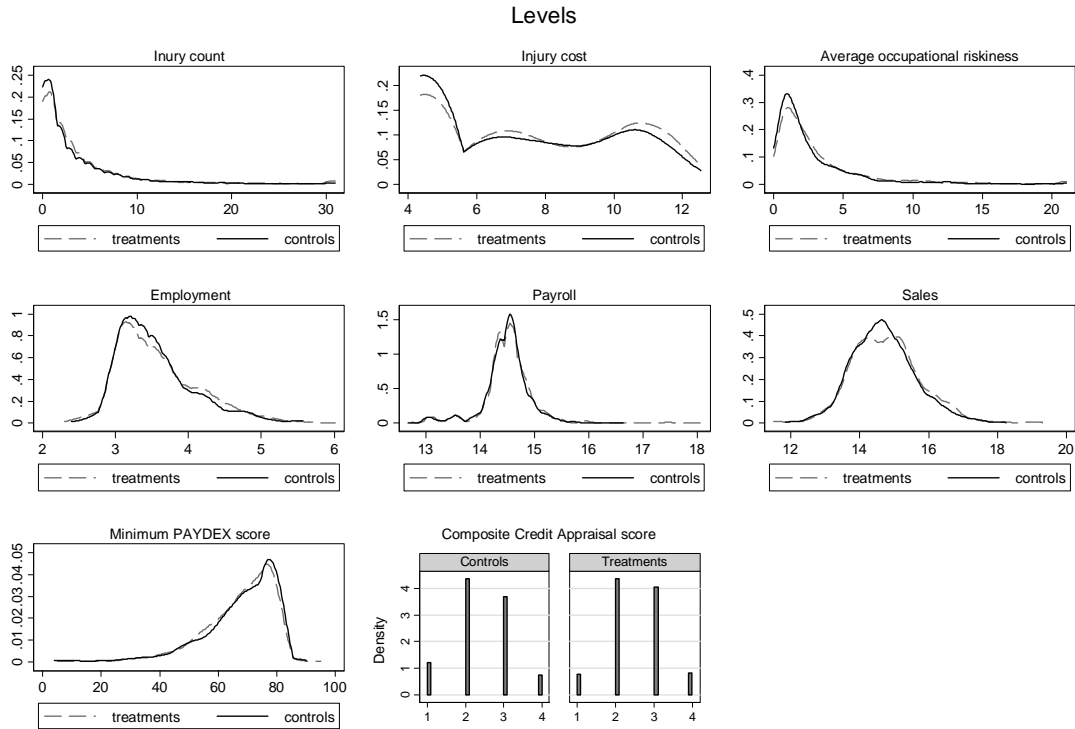 Levels
Inury count
0 .05 .1 .15 .2 .25
0 10 20 30
treatments controls
Injury cost
0 .05 .1 .15 .2
4 6 8 10 12
treatments controls
Average occupational riskiness
0 .1 .2 .3 .4
0 5 10 15 20
treatments controls
Employment
0 .2 .4 .6 .8 1
2 3 4 5 6
treatments controls
Payroll
0 .5 1 1.5
13 14 15 16 17 18
treatments controls
Sales
0 .1 .2 .3 .4 .5
12 14 16 18 20
treatments controls
Minimum PAYDEX score
0 .01 .02 .03 .04 .05
0 20 40 60 80 100
treatments controls
Composite Credit Appraisal score
Controls Treatments
Density
0 1 2 3 4
1 2 3 4 1 2 3 4